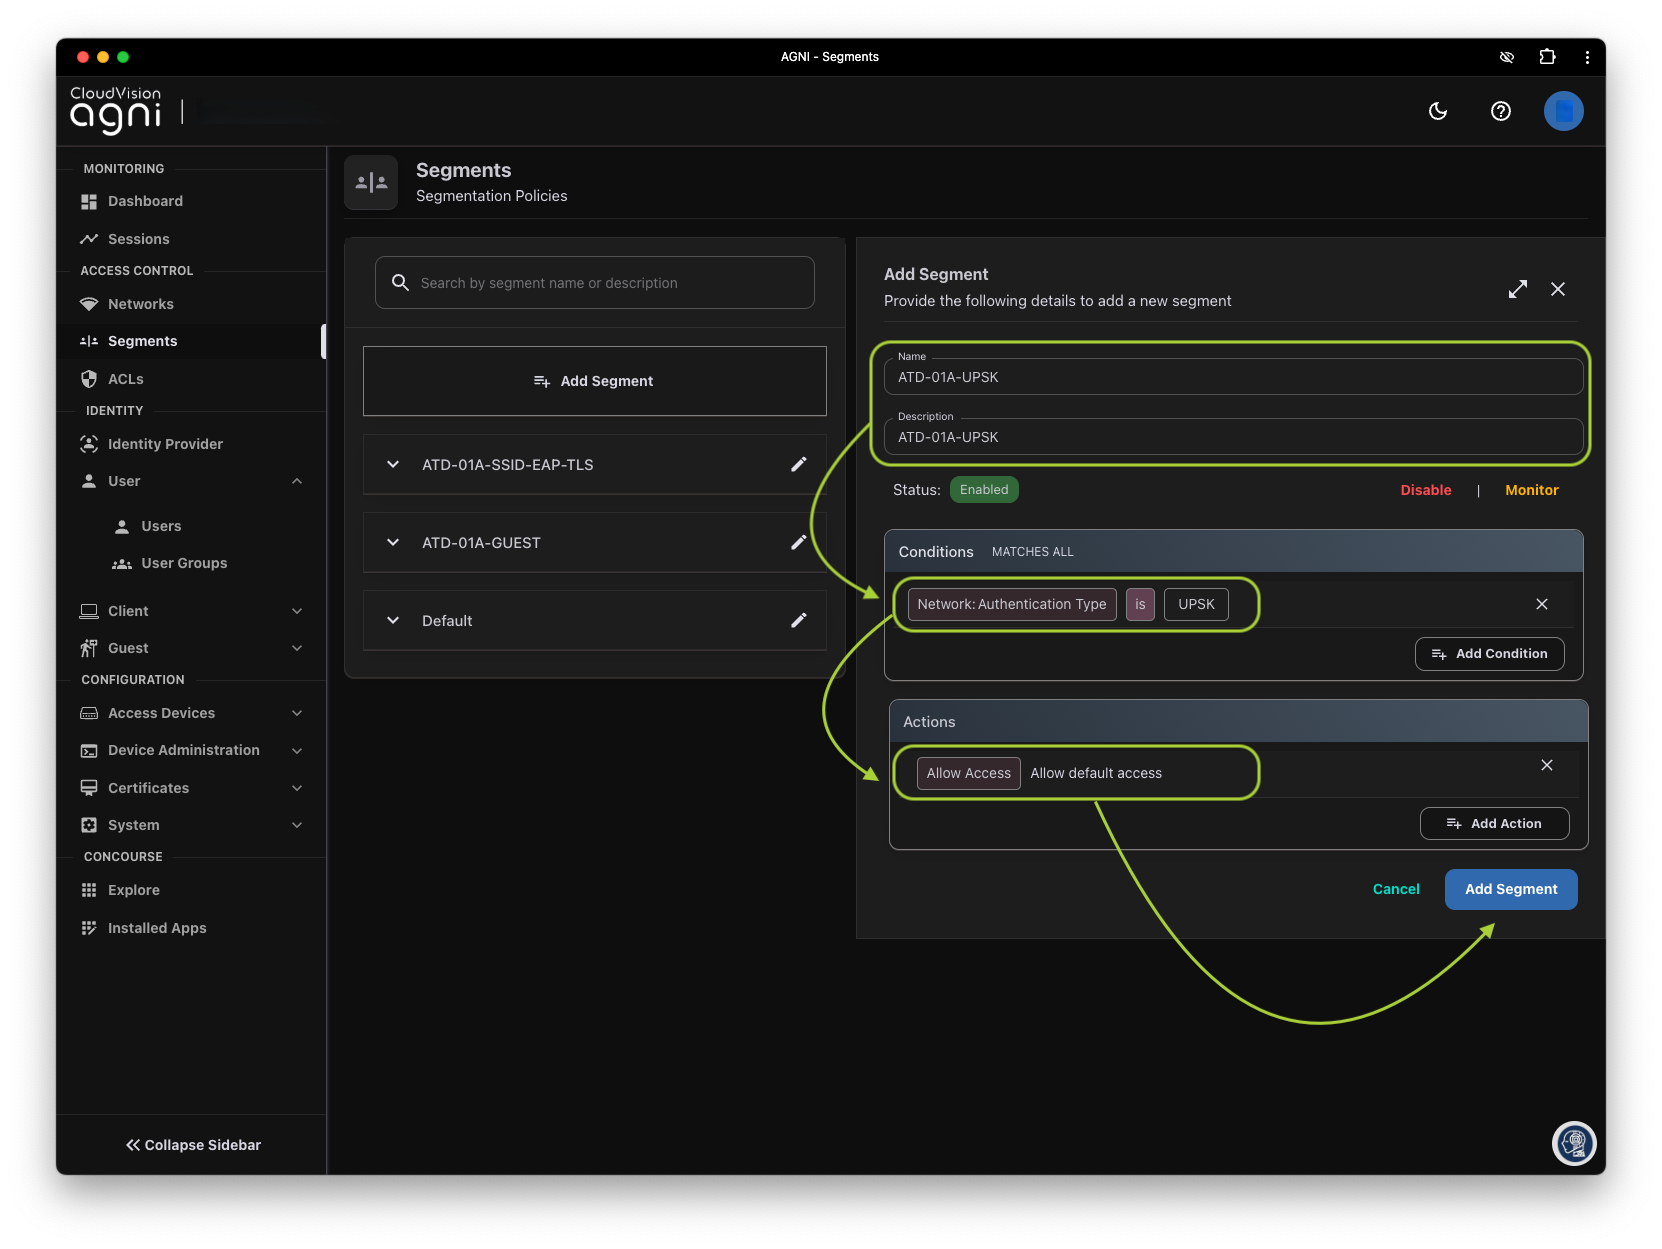 AGNI - Segments
CloudVision
agni
MONITORING
Dashboard
Sessions
ACCESS CONTROL
Networks
Segments
ACLs
IDENTITY
Identity Provider
User
Users
User Groups
Client
Guest
CONFIGURATION
Access Devices
Device Administration
Certificates
System
CONCOURSE
Explore
Installed Apps
Collapse Sidebar
Segments
Segmentation Policies
Search by segment name or description
Add Segment
ATD-01A-SSID-EAP-TLS
ATD-01A-GUEST
Default
Add Segment
Provide the following details to add a new segment
Name
ATD-01A-UPSK
Description
ATD-01A-UPSK
Status: Enabled Disable | Monitor
Conditions MATCHES ALL
Network: Authentication Type is UPSK
Add Condition
Actions
Allow Access Allow default access
Add Action
Cancel Add Segment